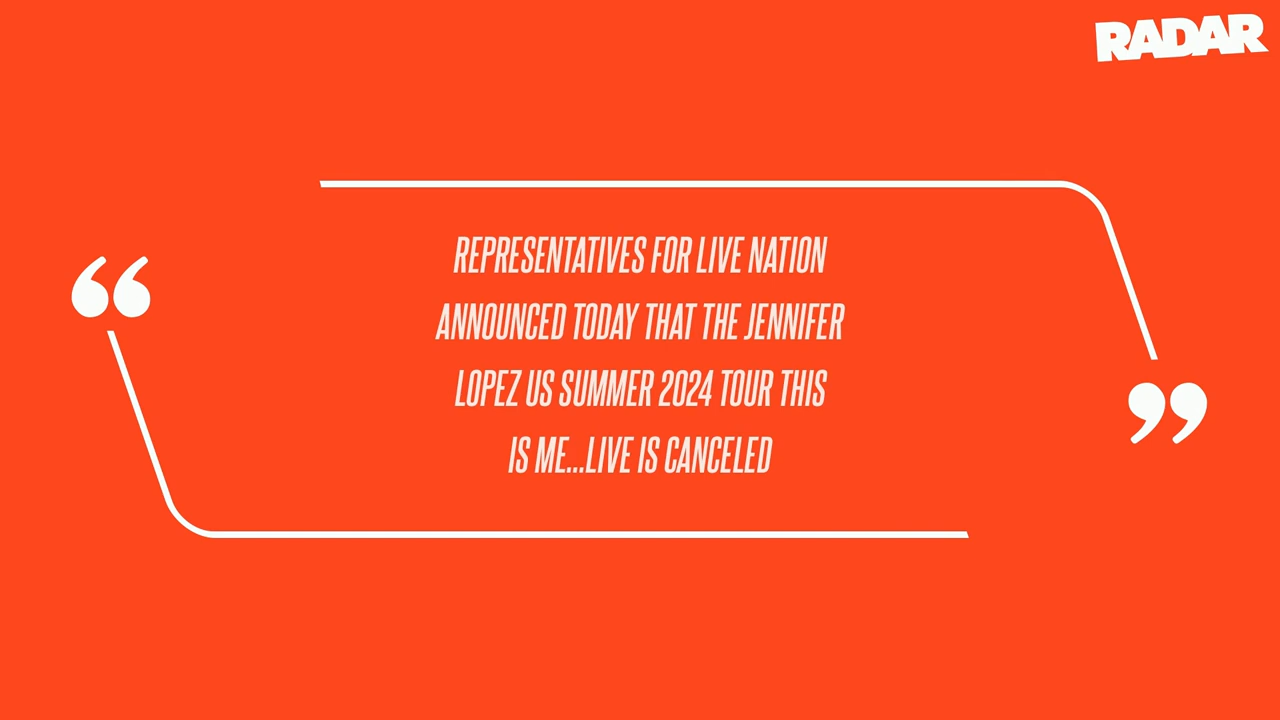 RADAR
REPRESENTATIVES FOR LIVE NATION
ANNOUNCED TODAY THAT THE JENNIFER
LOPEZ US SUMMER 2024 TOUR THIS
IS ME...LIVE IS CANCELED